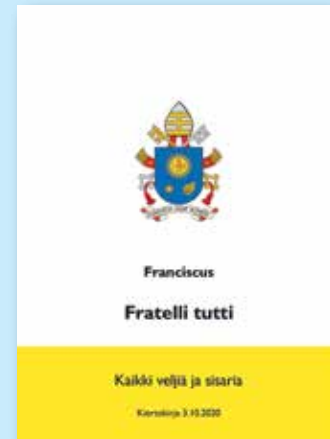 Franciscus
Fratelli tutti
Kaikki veljiä ja sisaria
Kiertokirje 3.10.2020